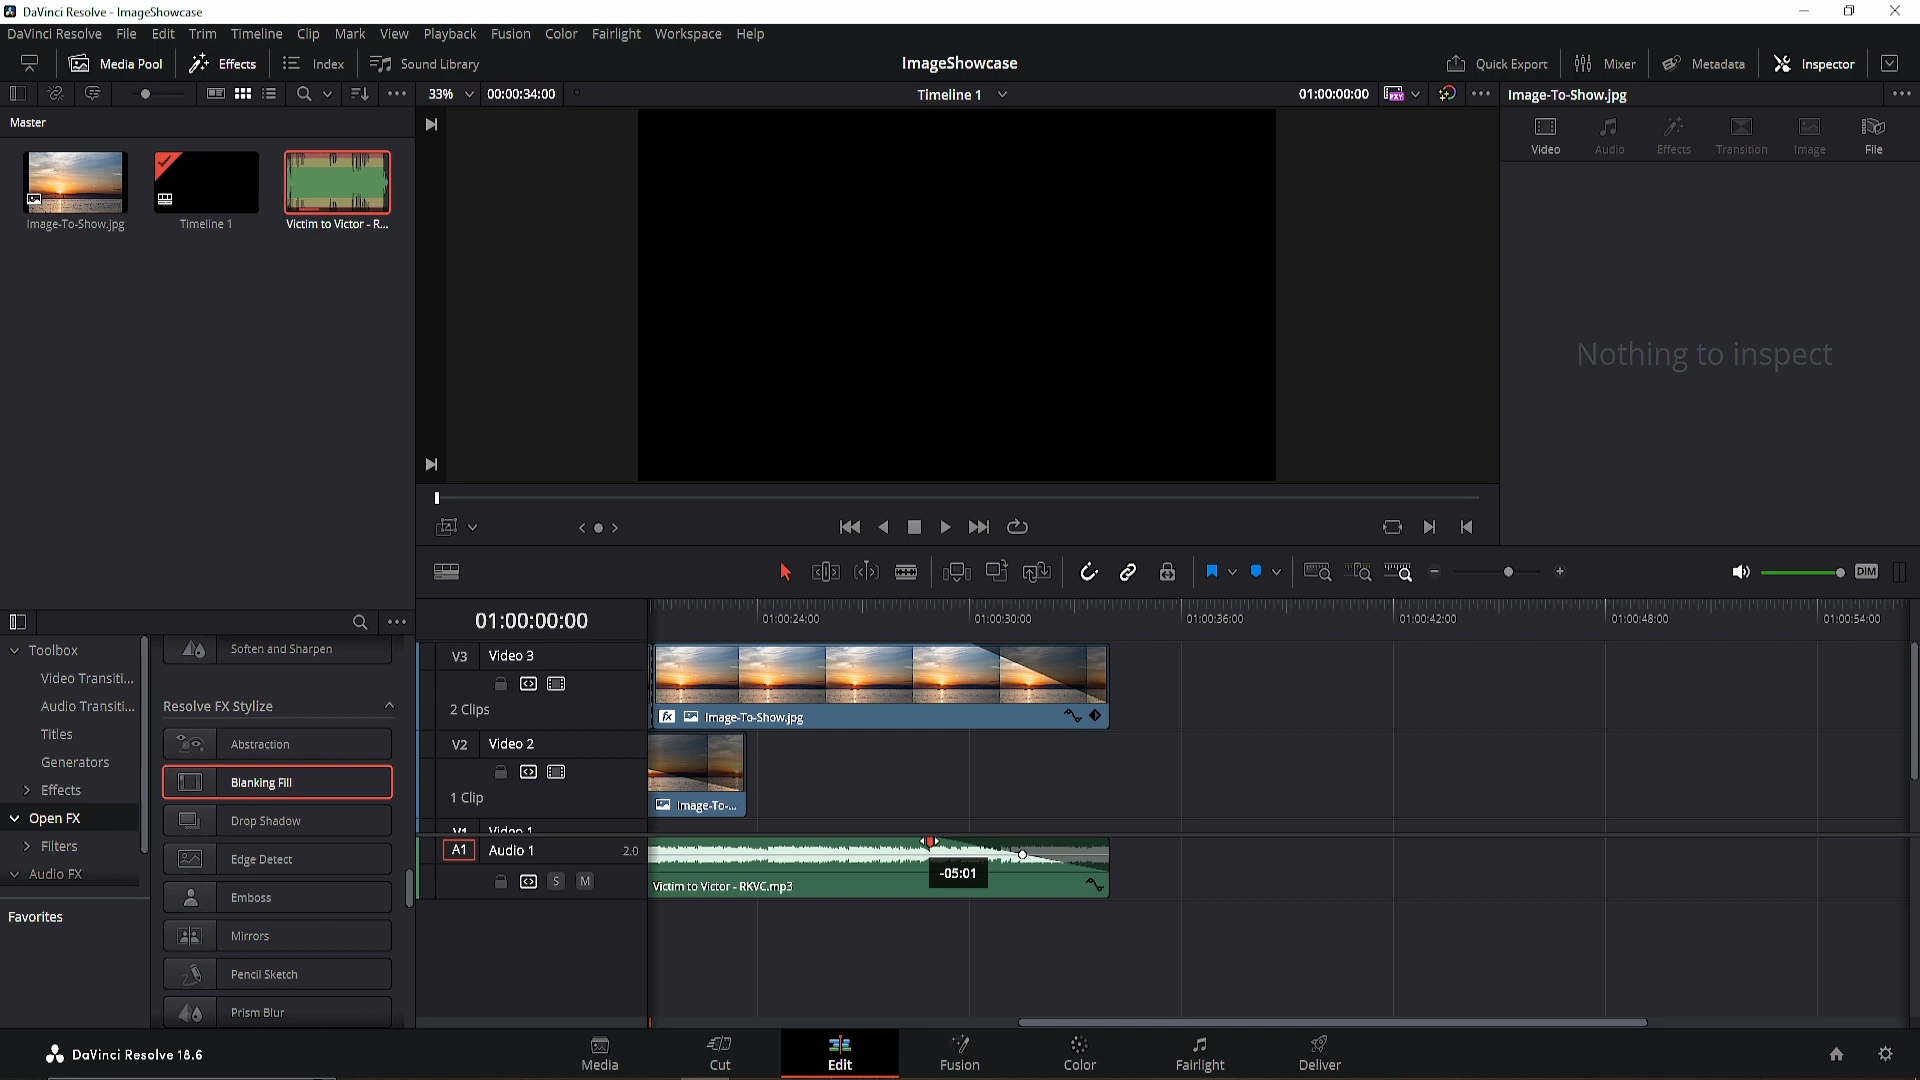 DaVinci Resolve - ImageShowcase
DaVinci Resolve File Edit Trim Timeline Clip Mark View Playback Fusion Color Fairlight Workspace Help
Media Pool Effects Index Sound Library ImageShowcase Quick Export Mixer Metadata Inspector
33% 00:00:34:00 Timeline 1 01:00:00:00 PXY Image-To-Show.jpg
Master
Video Audio Effects Transition Image File
Image-To-Show.jpg Timeline 1 Victim to Victor - R...
Nothing to inspect
DIM
01:00:00:00 01:00:24:00 01:00:30:00 01:00:36:00 01:00:42:00 01:00:48:00 01:00:54:00
Toolbox
Video Transiti...
Audio Transiti...
Titles
Generators
Effects
Open FX
Filters
Audio FX
Favorites
Soften and Sharpen
Resolve FX Stylize
Abstraction
Blanking Fill
Drop Shadow
Edge Detect
Emboss
Mirrors
Pencil Sketch
Prism Blur
V3 Video 3
2 Clips
fx Image-To-Show.jpg
V2 Video 2
1 Clip
Image-To-...
V1 Video 1
A1 Audio 1 2.0
S M
-05:01
Victim to Victor - RKVC.mp3
DaVinci Resolve 18.6
Media Cut Edit Fusion Color Fairlight Deliver